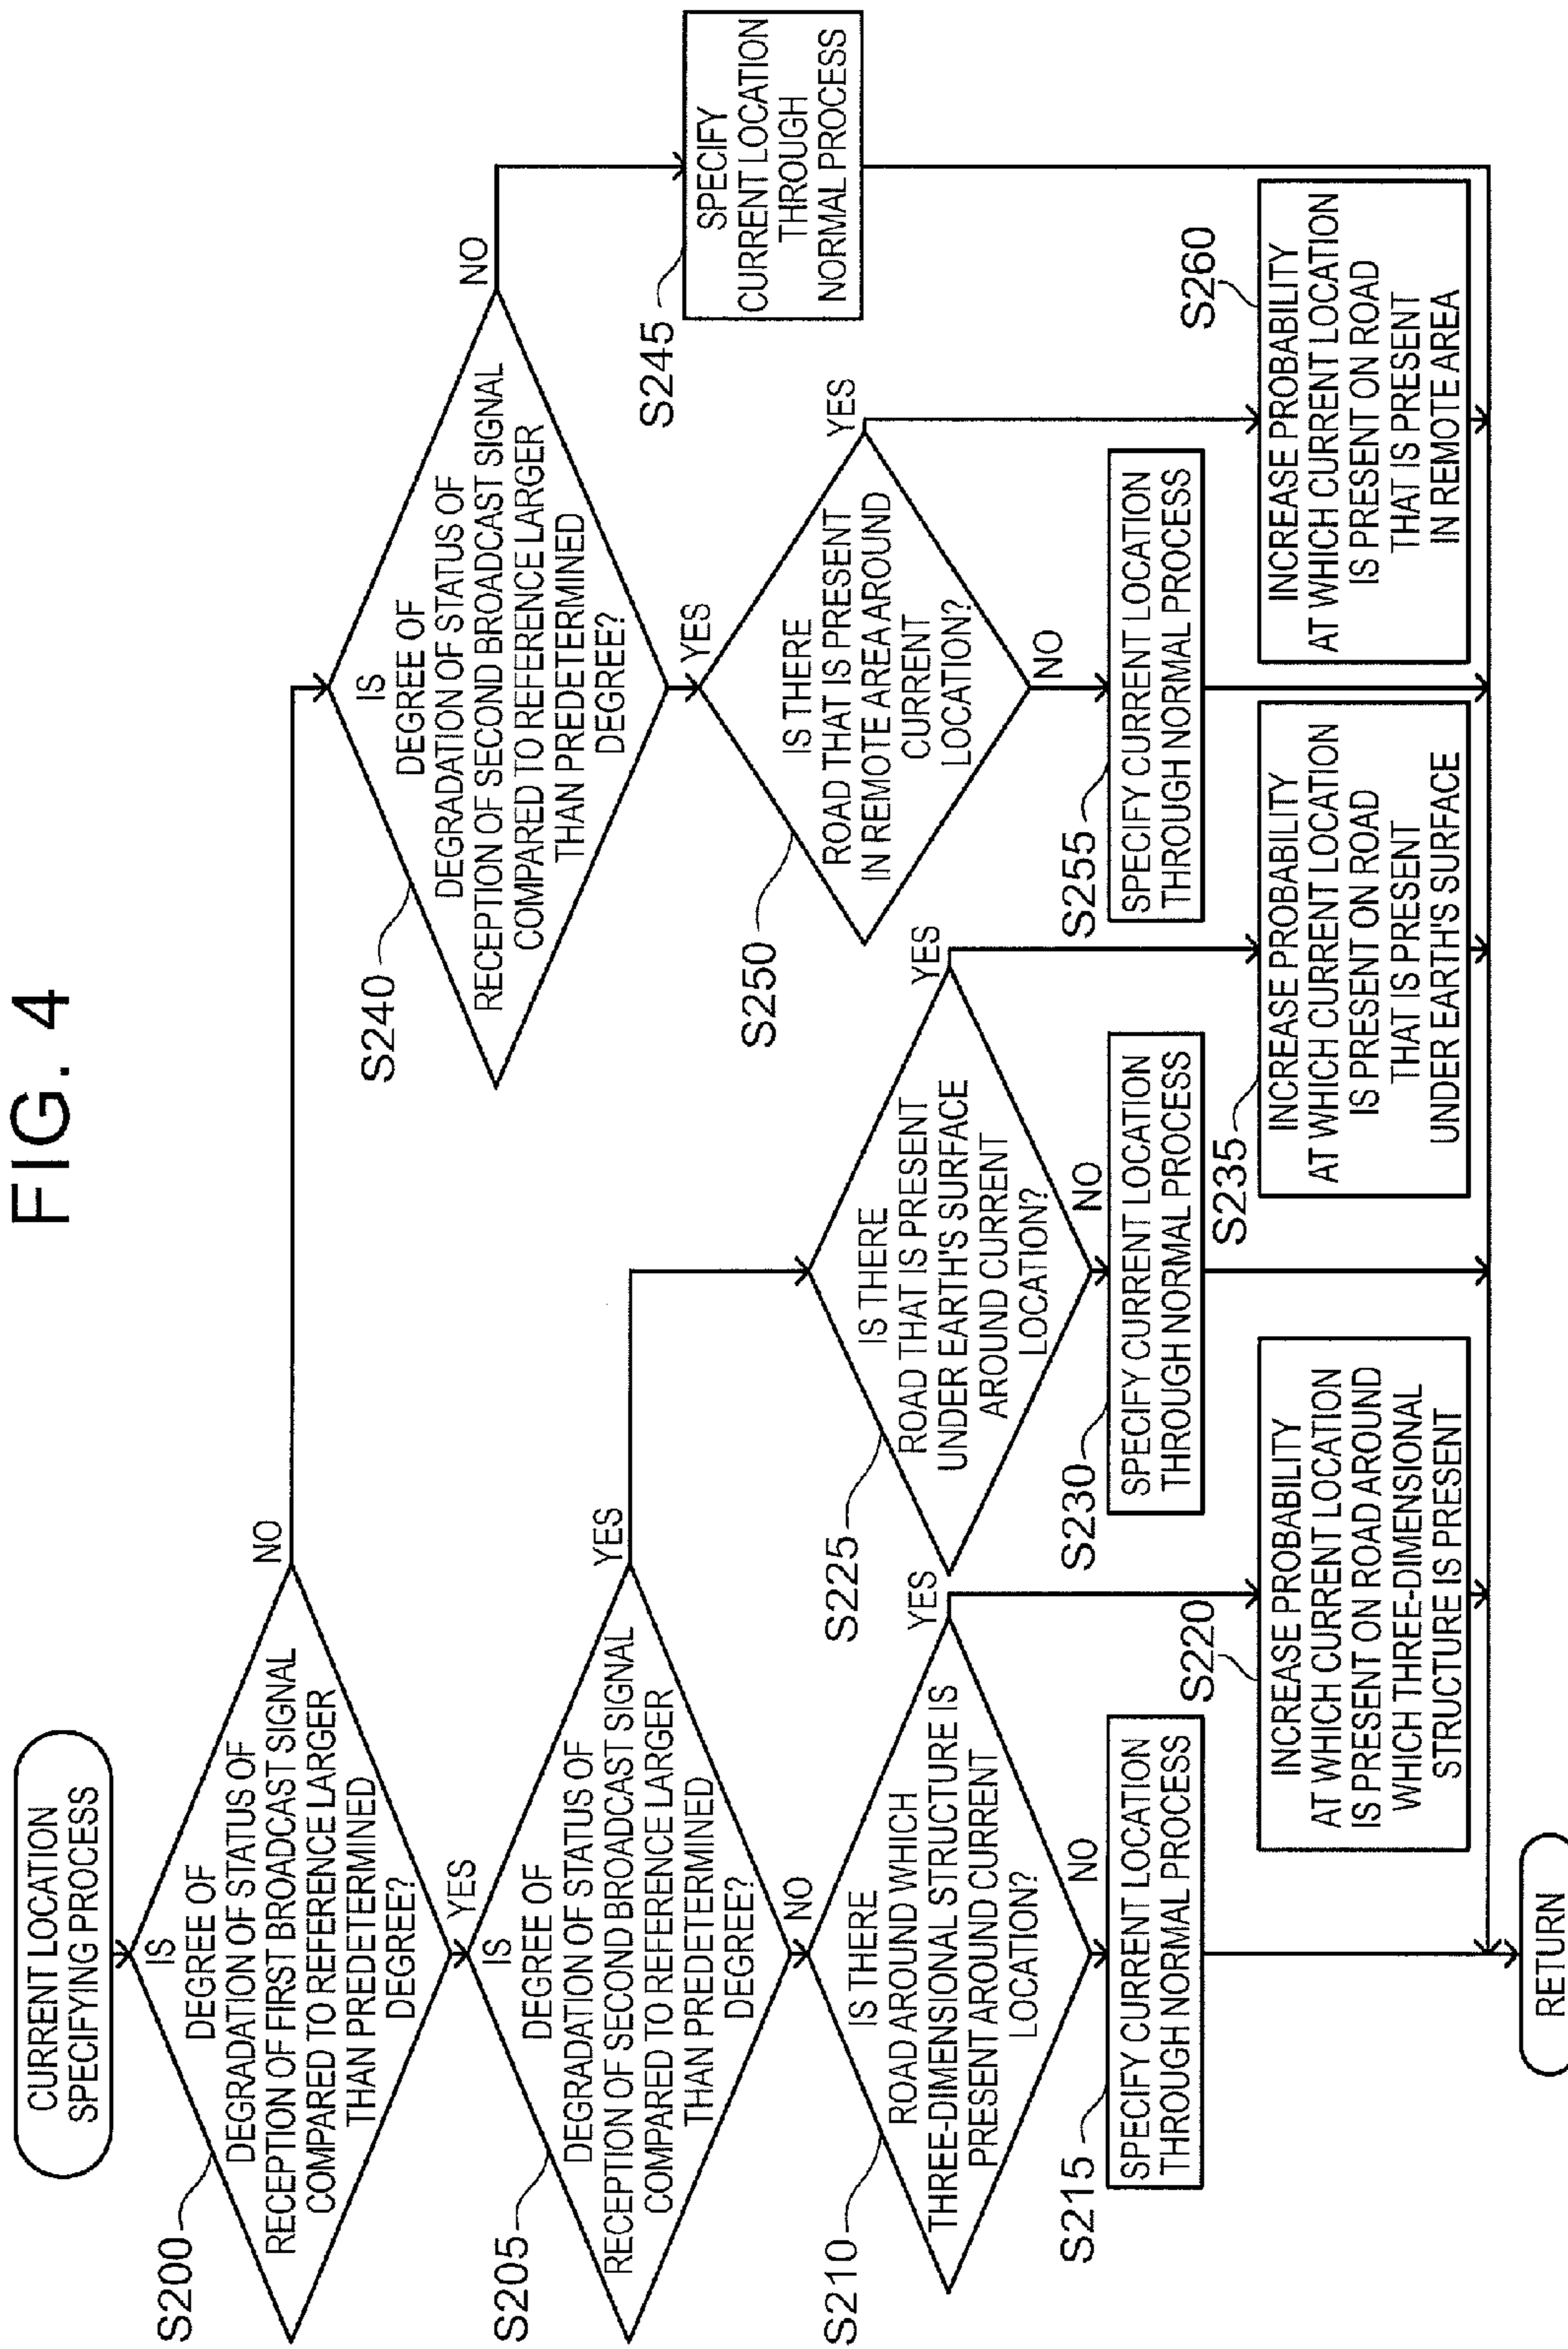 FIG. 4
CURRENT LOCATION
SPECIFYING PROCESS
S200
IS
DEGREE OF
DEGRADATION OF STATUS OF
RECEPTION OF FIRST BROADCAST SIGNAL
COMPARED TO REFERENCE LARGER
THAN PREDETERMINED
DEGREE?
NO
YES
S205
IS
DEGREE OF
DEGRADATION OF STATUS OF
RECEPTION OF SECOND BROADCAST SIGNAL
COMPARED TO REFERENCE LARGER
THAN PREDETERMINED
DEGREE?
YES
NO
S210
IS THERE
ROAD AROUND WHICH
THREE-DIMENSIONAL STRUCTURE IS
PRESENT AROUND CURRENT
LOCATION?
YES
NO
S215
SPECIFY CURRENT LOCATION
THROUGH NORMAL PROCESS
S220
INCREASE PROBABILITY
AT WHICH CURRENT LOCATION
IS PRESENT ON ROAD AROUND
WHICH THREE-DIMENSIONAL
STRUCTURE IS PRESENT
S225
IS THERE
ROAD THAT IS PRESENT
UNDER EARTH'S SURFACE
AROUND CURRENT
LOCATION?
YES
NO
S230
SPECIFY CURRENT LOCATION
THROUGH NORMAL PROCESS
S235
INCREASE PROBABILITY
AT WHICH CURRENT LOCATION
IS PRESENT ON ROAD
THAT IS PRESENT
UNDER EARTH'S SURFACE
S240
IS
DEGREE OF
DEGRADATION OF STATUS OF
RECEPTION OF SECOND BROADCAST SIGNAL
COMPARED TO REFERENCE LARGER
THAN PREDETERMINED
DEGREE?
NO
YES
S245
SPECIFY
CURRENT LOCATION
THROUGH
NORMAL PROCESS
S250
IS THERE
ROAD THAT IS PRESENT
IN REMOTE AREA AROUND
CURRENT
LOCATION?
YES
NO
S255
SPECIFY CURRENT LOCATION
THROUGH NORMAL PROCESS
S260
INCREASE PROBABILITY
AT WHICH CURRENT LOCATION
IS PRESENT ON ROAD
THAT IS PRESENT
IN REMOTE AREA
RETURN